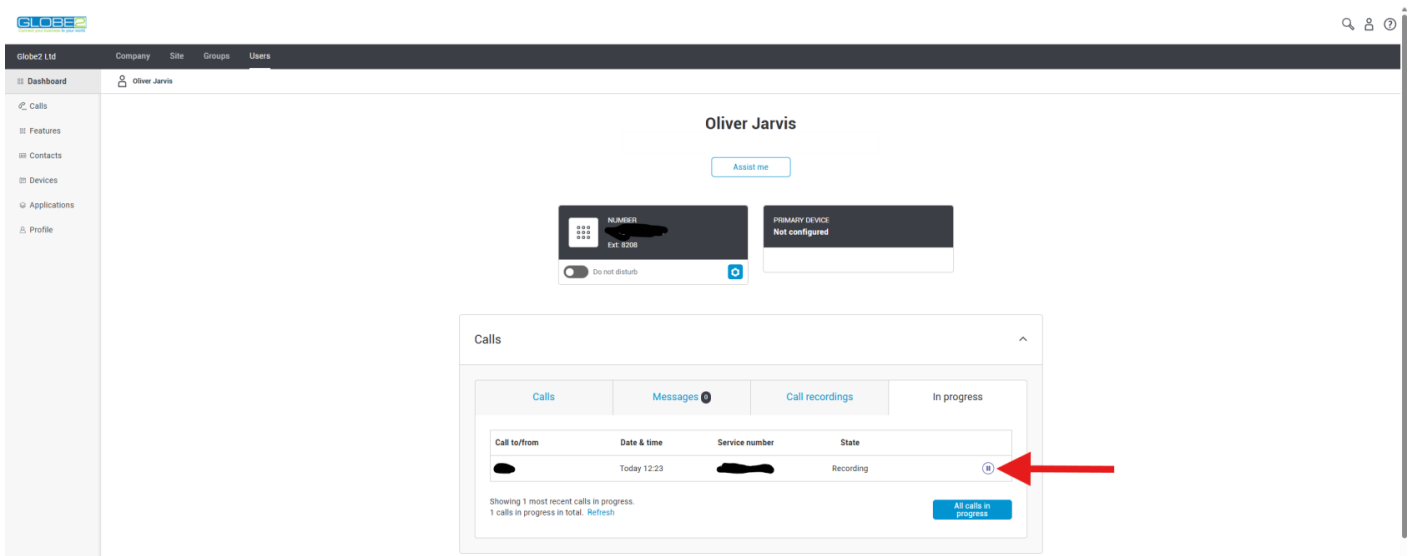 GLOBE2
Globe2 Ltd Company Site Groups Users
Dashboard
Oliver Jarvis
Calls
Features
Contacts
Devices
Applications
Profile
Oliver Jarvis
Assist me
NUMBER
Ext: 8208
Do not disturb
PRIMARY DEVICE
Not configured
Calls
Calls Messages 0 Call recordings In progress
Call to/from Date & time Service number State
Today 12:23 Recording
Showing 1 most recent calls in progress.
1 calls in progress in total. Refresh
All calls in
progress